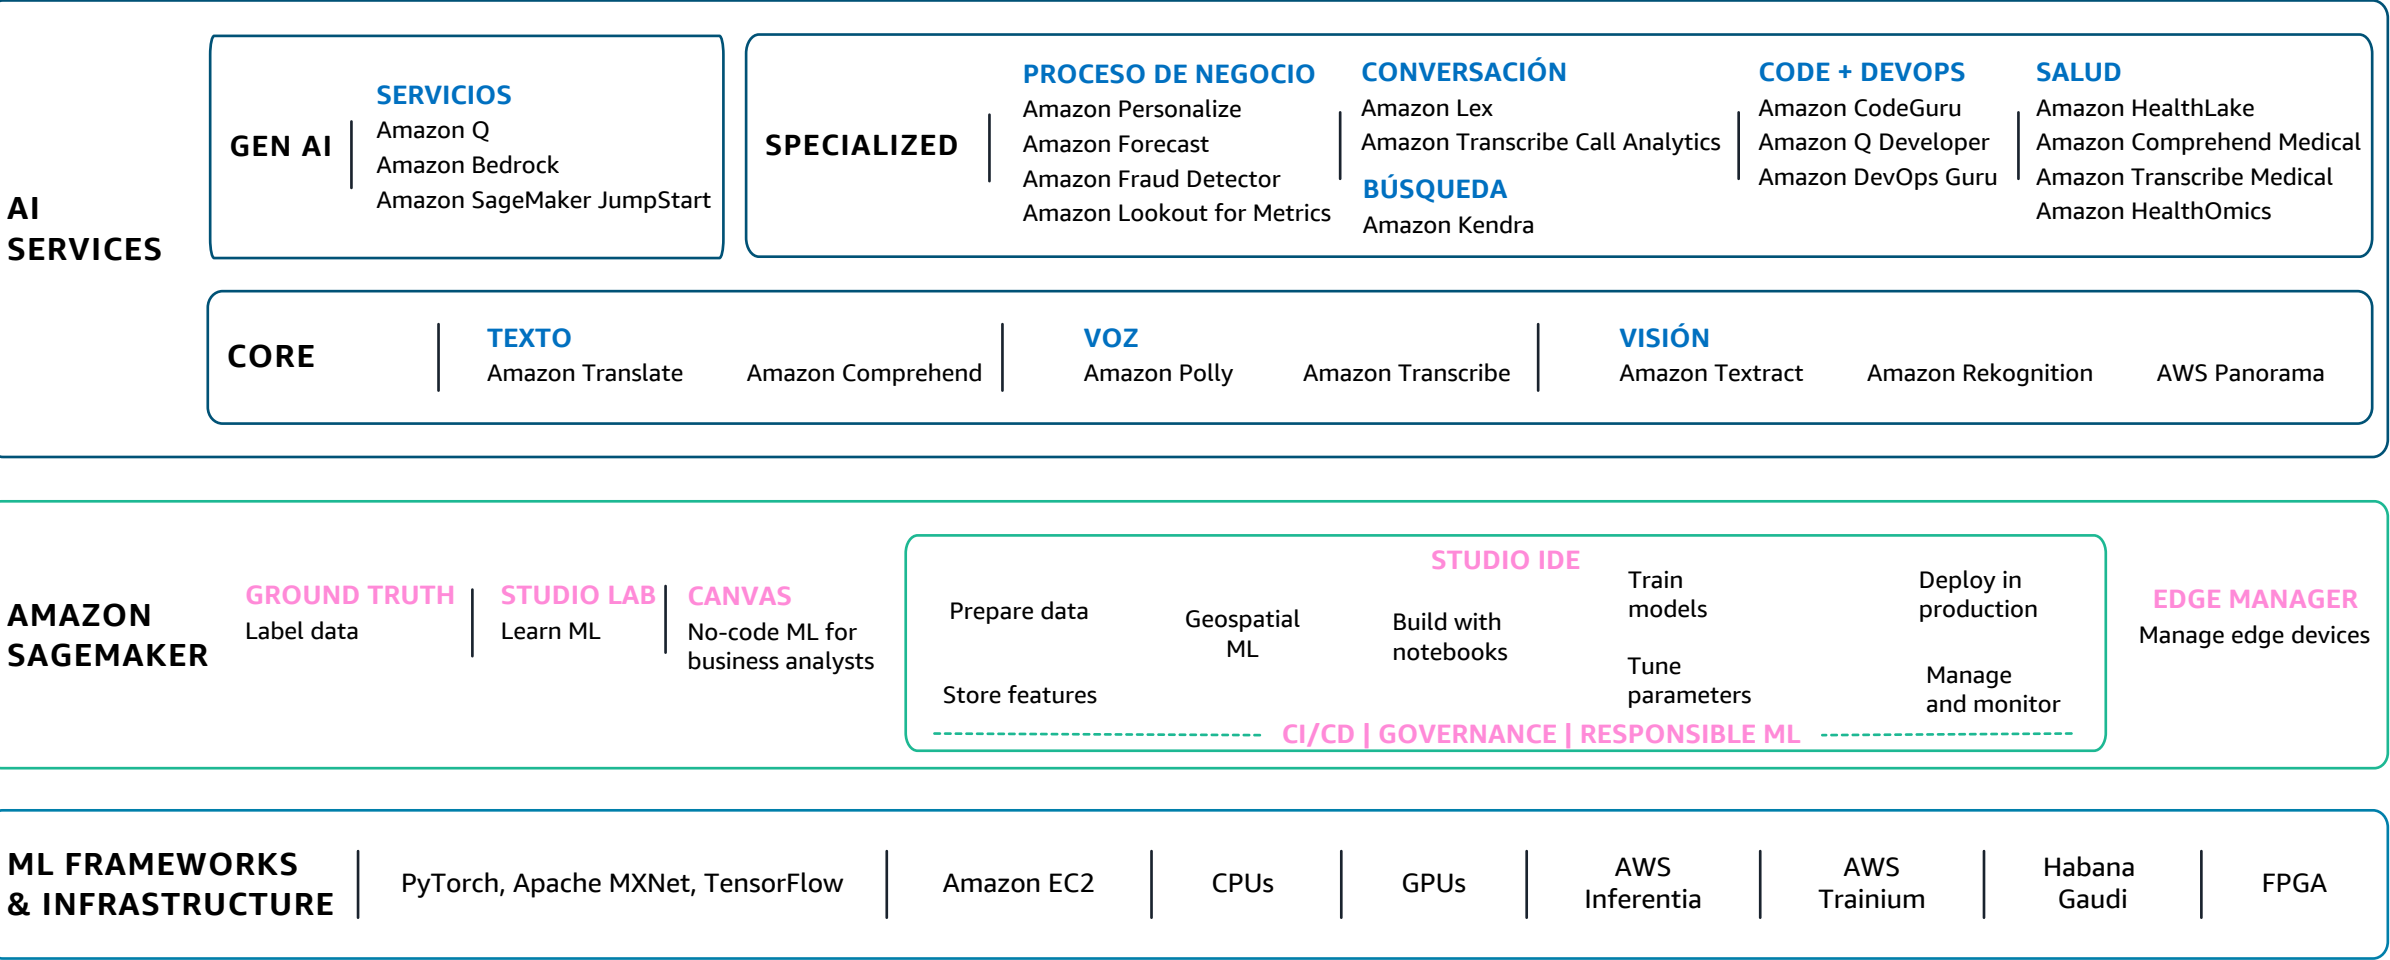 AI
SERVICES
GEN AI
SERVICIOS
Amazon Q
Amazon Bedrock
Amazon SageMaker JumpStart
SPECIALIZED
PROCESO DE NEGOCIO
Amazon Personalize
Amazon Forecast
Amazon Fraud Detector
Amazon Lookout for Metrics
CONVERSACIÓN
Amazon Lex
Amazon Transcribe Call Analytics
BÚSQUEDA
Amazon Kendra
CODE + DEVOPS
Amazon CodeGuru
Amazon Q Developer
Amazon DevOps Guru
SALUD
Amazon HealthLake
Amazon Comprehend Medical
Amazon Transcribe Medical
Amazon HealthOmics
CORE
TEXTO
Amazon Translate
Amazon Comprehend
VOZ
Amazon Polly
Amazon Transcribe
VISIÓN
Amazon Textract
Amazon Rekognition
AWS Panorama
AMAZON
SAGEMAKER
GROUND TRUTH
Label data
STUDIO LAB
Learn ML
CANVAS
No-code ML for
business analysts
STUDIO IDE
Prepare data
Store features
Geospatial
ML
Build with
notebooks
Train
models
Tune
parameters
Deploy in
production
Manage
and monitor
CI/CD | GOVERNANCE | RESPONSIBLE ML
EDGE MANAGER
Manage edge devices
ML FRAMEWORKS
& INFRASTRUCTURE
PyTorch, Apache MXNet, TensorFlow
Amazon EC2
CPUs
GPUs
AWS
Inferentia
AWS
Trainium
Habana
Gaudi
FPGA